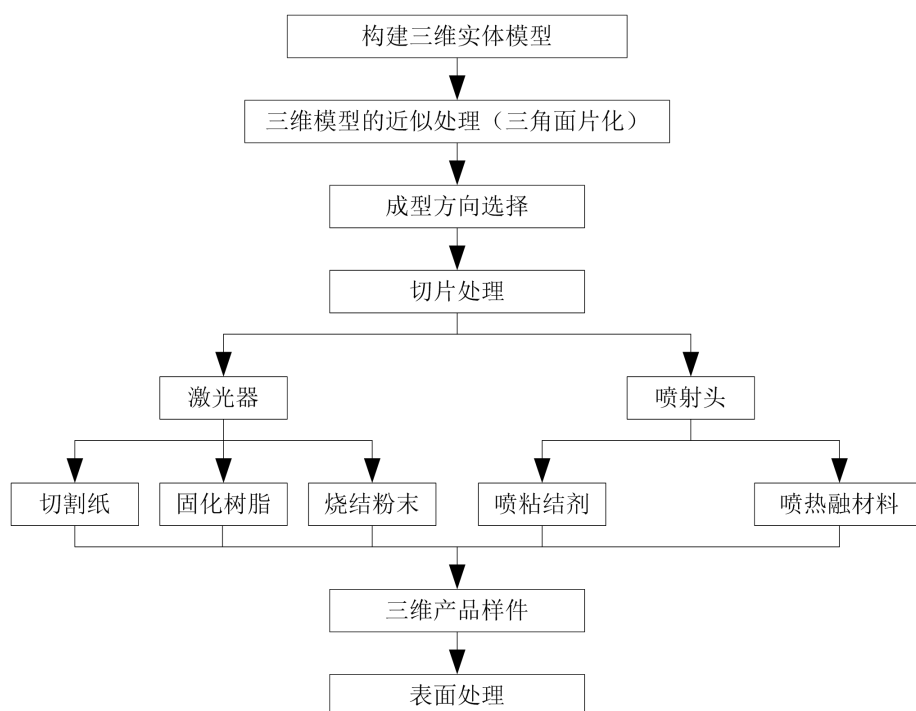 构建三维实体模型
三维模型的近似处理（三角面片化）
成型方向选择
切片处理
激光器
喷射头
切割纸
固化树脂
烧结粉末
喷粘结剂
喷热融材料
三维产品样件
表面处理